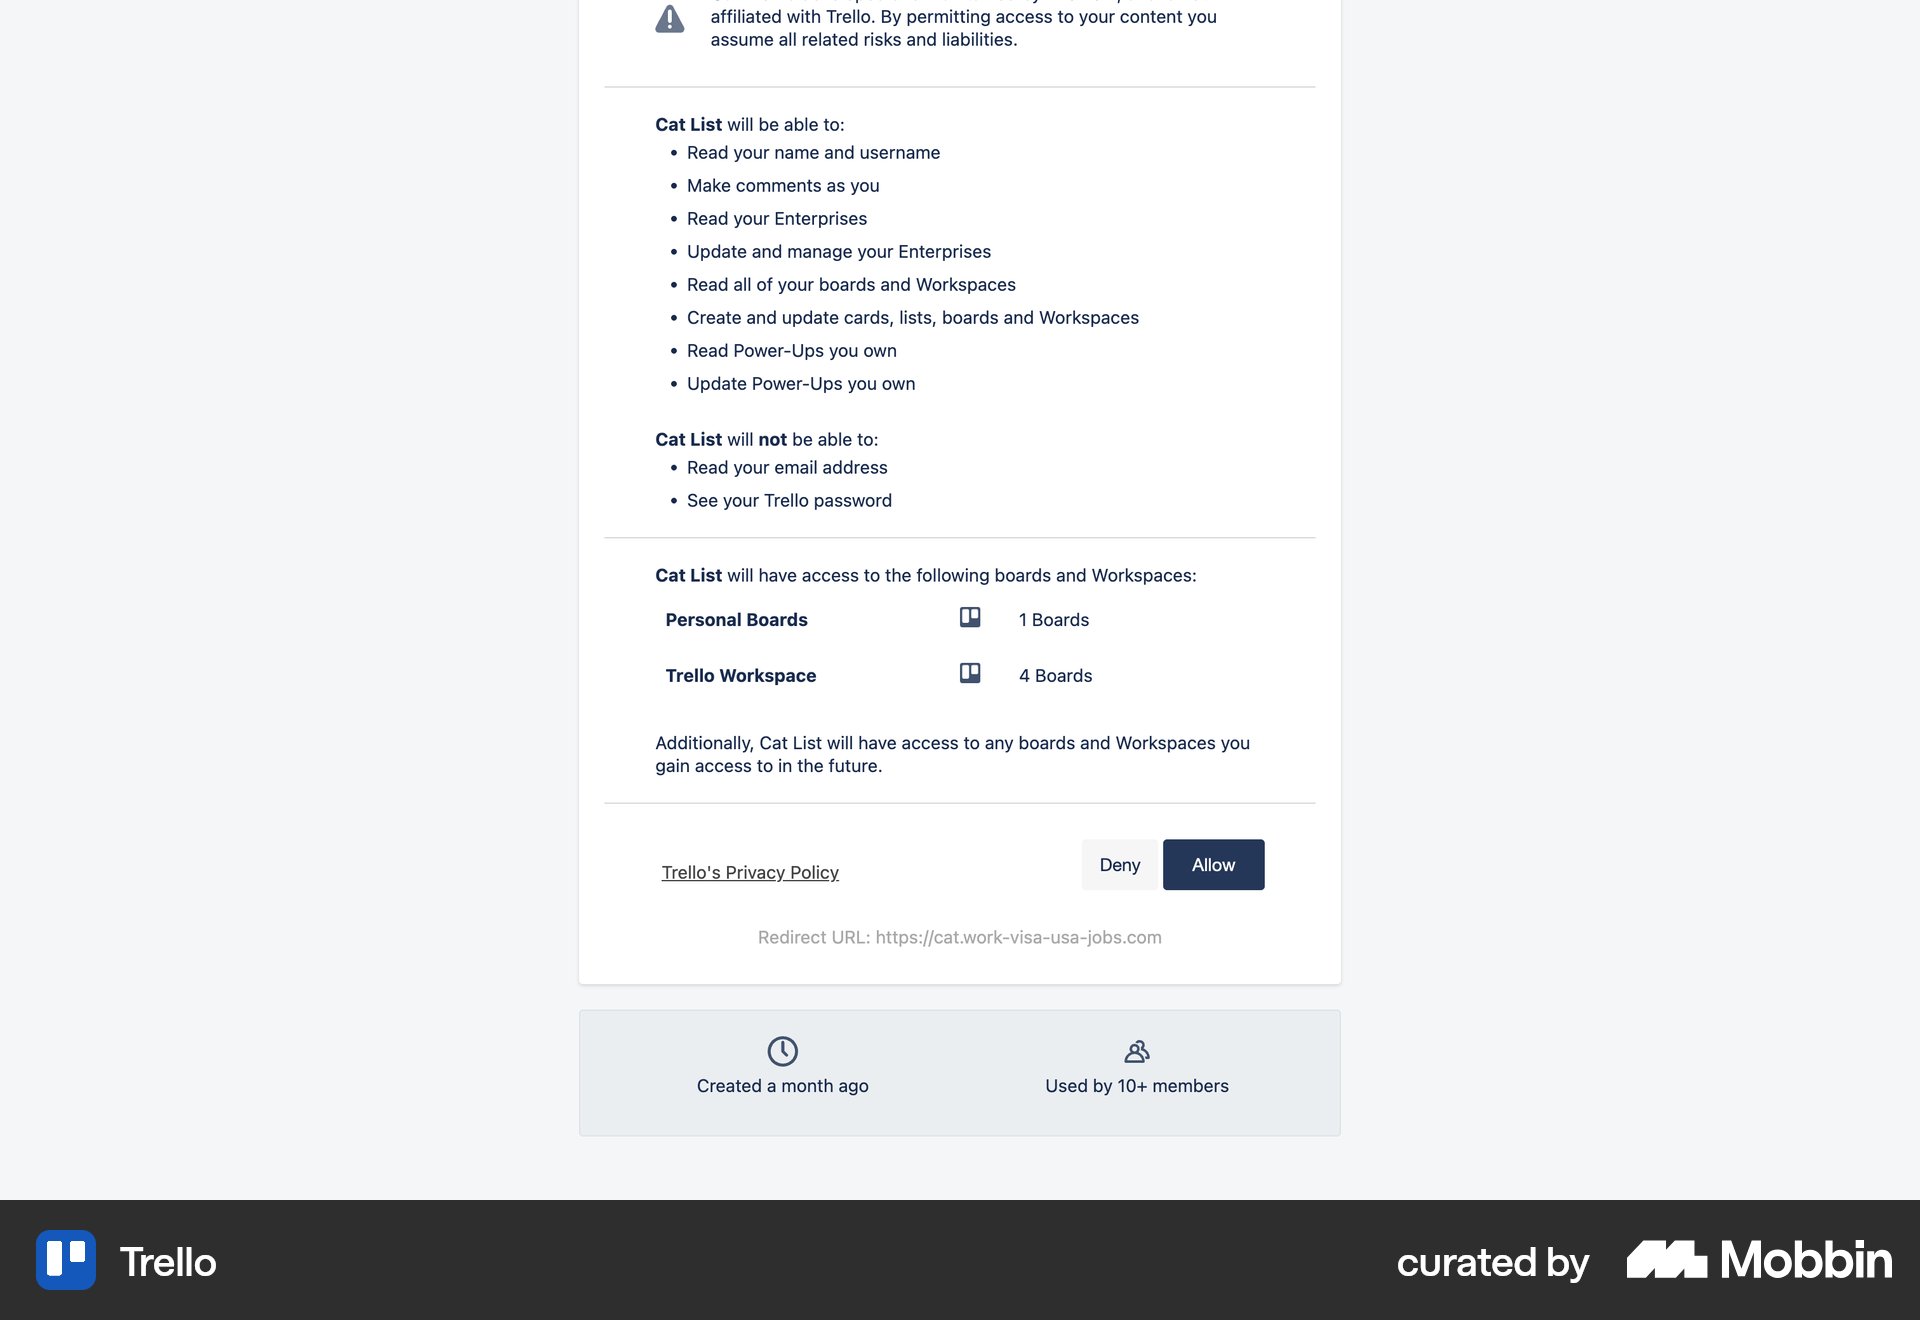 affiliated with Trello. By permitting access to your content you
assume all related risks and liabilities.
Cat List will be able to:
• Read your name and username
• Make comments as you
• Read your Enterprises
• Update and manage your Enterprises
• Read all of your boards and Workspaces
• Create and update cards, lists, boards and Workspaces
• Read Power-Ups you own
• Update Power-Ups you own
Cat List will not be able to:
• Read your email address
• See your Trello password
Cat List will have access to the following boards and Workspaces:
Personal Boards 1 Boards
Trello Workspace 4 Boards
Additionally, Cat List will have access to any boards and Workspaces you
gain access to in the future.
Trello's Privacy Policy
Deny Allow
Redirect URL: https://cat.work-visa-usa-jobs.com
Created a month ago
Used by 10+ members
Trello
curated by Mobbin